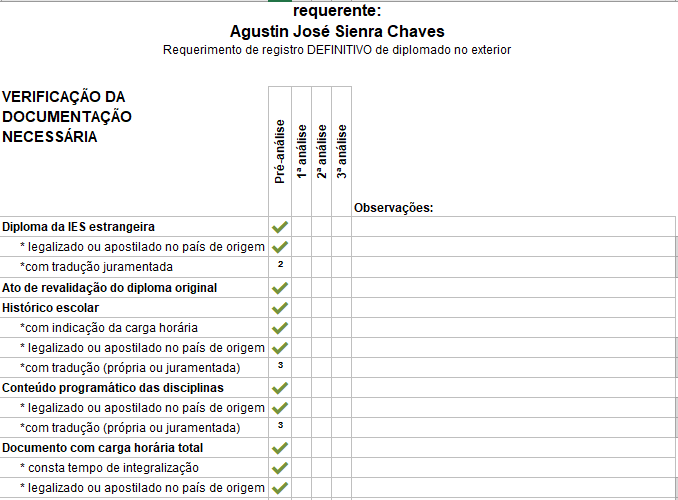 requerente:
Agustin José Sienra Chaves
Requerimento de registro DEFINITIVO de diplomado no exterior
VERIFICAÇÃO DA
DOCUMENTAÇÃO
NECESSÁRIA
Pré-análise
1ª análise
2ª análise
3ª análise
Observações:
Diploma da IES estrangeira
* legalizado ou apostilado no país de origem
*com tradução juramentada 2
Ato de revalidação do diploma original
Histórico escolar
*com indicação da carga horária
* legalizado ou apostilado no país de origem
*com tradução (própria ou juramentada) 3
Conteúdo programático das disciplinas
* legalizado ou apostilado no país de origem
*com tradução (própria ou juramentada) 3
Documento com carga horária total
* consta tempo de integralização
* legalizado ou apostilado no país de origem